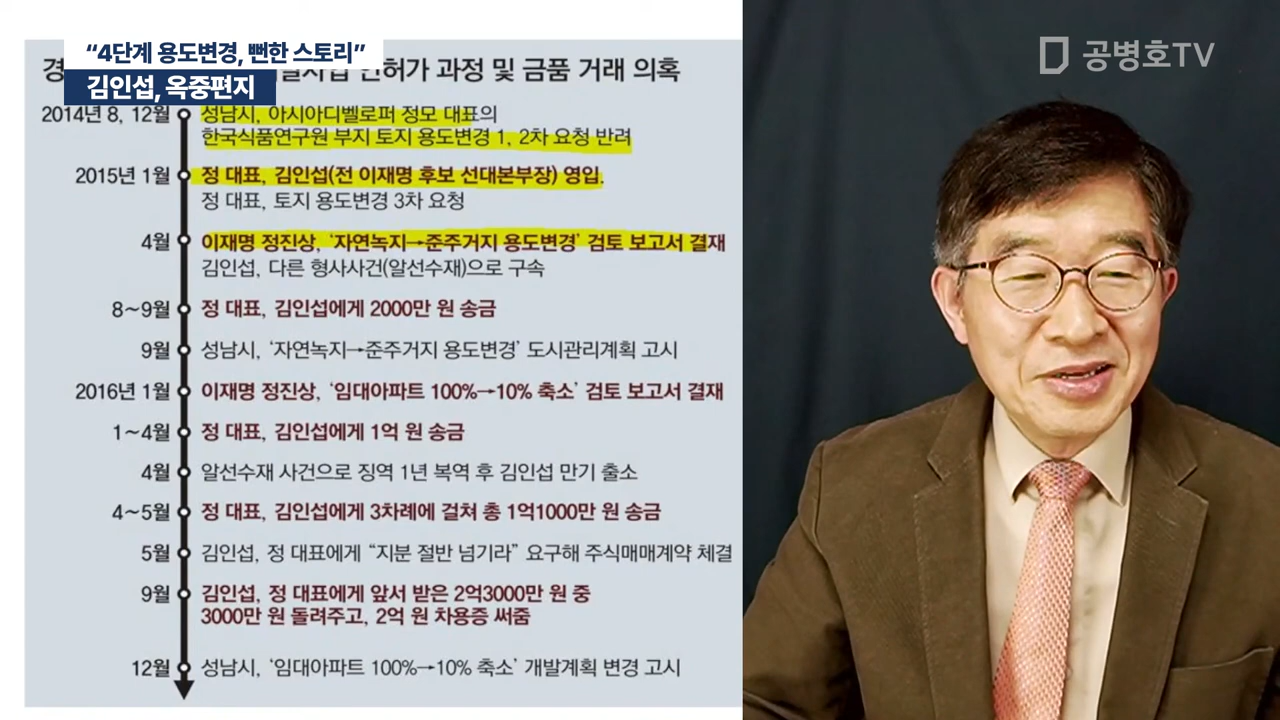 “4단계 용도변경, 뻔한 스토리”
김인섭, 옥중편지
공병호TV
과정 및 금품 거래 의혹
2014년 8, 12월 성남시, 아시아디벨로퍼 정모 대표의
한국식품연구원 부지 토지 용도변경 1, 2차 요청 반려
2015년 1월 정 대표, 김인섭(전 이재명 후보 선대본부장) 영입.
정 대표, 토지 용도변경 3차 요청
4월 이재명 정진상, ‘자연녹지→준주거지 용도변경’ 검토 보고서 결재
김인섭, 다른 형사사건(알선수재)으로 구속
8~9월 정 대표, 김인섭에게 2000만 원 송금
9월 성남시, ‘자연녹지→준주거지 용도변경’ 도시관리계획 고시
2016년 1월 이재명 정진상, ‘임대아파트 100%→10% 축소’ 검토 보고서 결재
1~4월 정 대표, 김인섭에게 1억 원 송금
4월 알선수재 사건으로 징역 1년 복역 후 김인섭 만기 출소
4~5월 정 대표, 김인섭에게 3차례에 걸쳐 총 1억1000만 원 송금
5월 김인섭, 정 대표에게 “지분 절반 넘기라” 요구해 주식매매계약 체결
9월 김인섭, 정 대표에게 앞서 받은 2억3000만 원 중
3000만 원 돌려주고, 2억 원 차용증 써줌
12월 성남시, ‘임대아파트 100%→10% 축소’ 개발계획 변경 고시